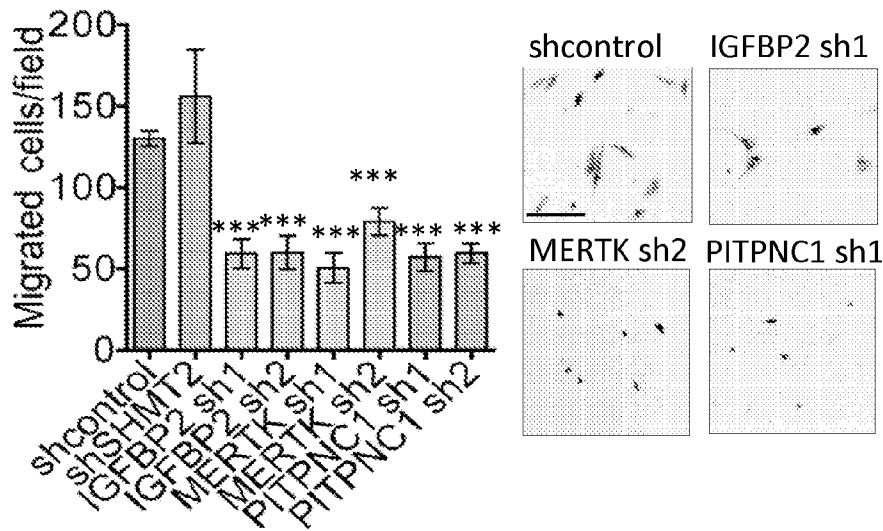 Migrated cells/field
200
150
100
50
0
***
***
***
***
***
***
shcontrol
shSHMT2
IGFBP2 sh1
IGFBP2 sh2
MERTK sh1
MERTK sh2
PITPNC1 sh1
PITPNC1 sh2
shcontrol
IGFBP2 sh1
MERTK sh2
PITPNC1 sh1